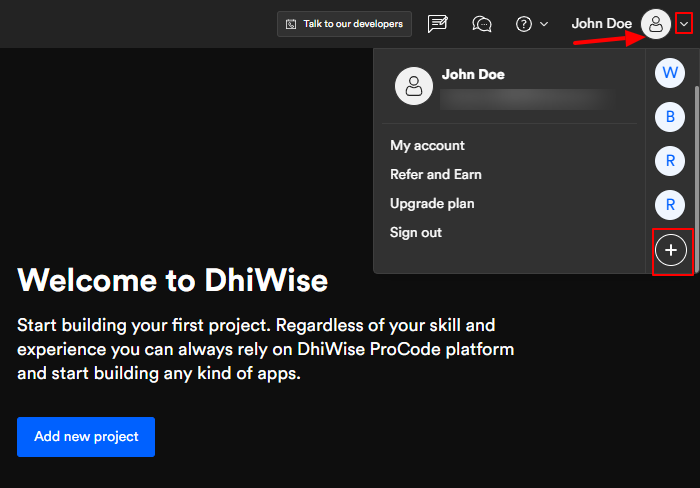 Talk to our developers
John Doe
John Doe
My account
Refer and Earn
Upgrade plan
Sign out
W
B
R
R
Welcome to DhiWise
Start building your first project. Regardless of your skill and
experience you can always rely on DhiWise ProCode platform
and start building any kind of apps.
Add new project